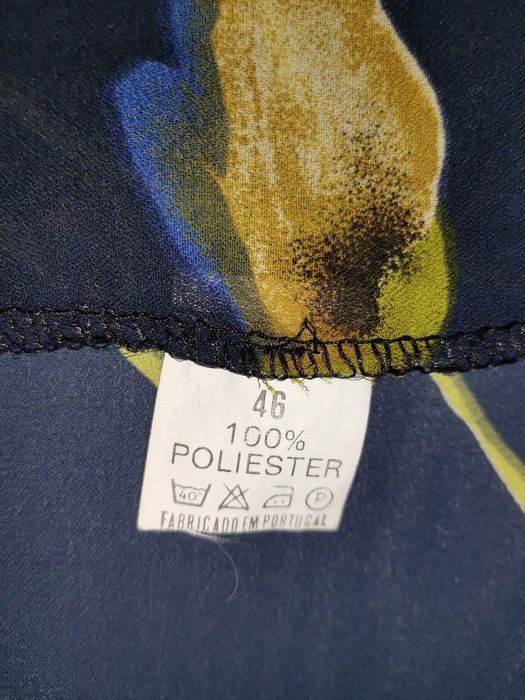 46
100%
POLIESTER
40° P
FABRICADO EM PORTUGAL